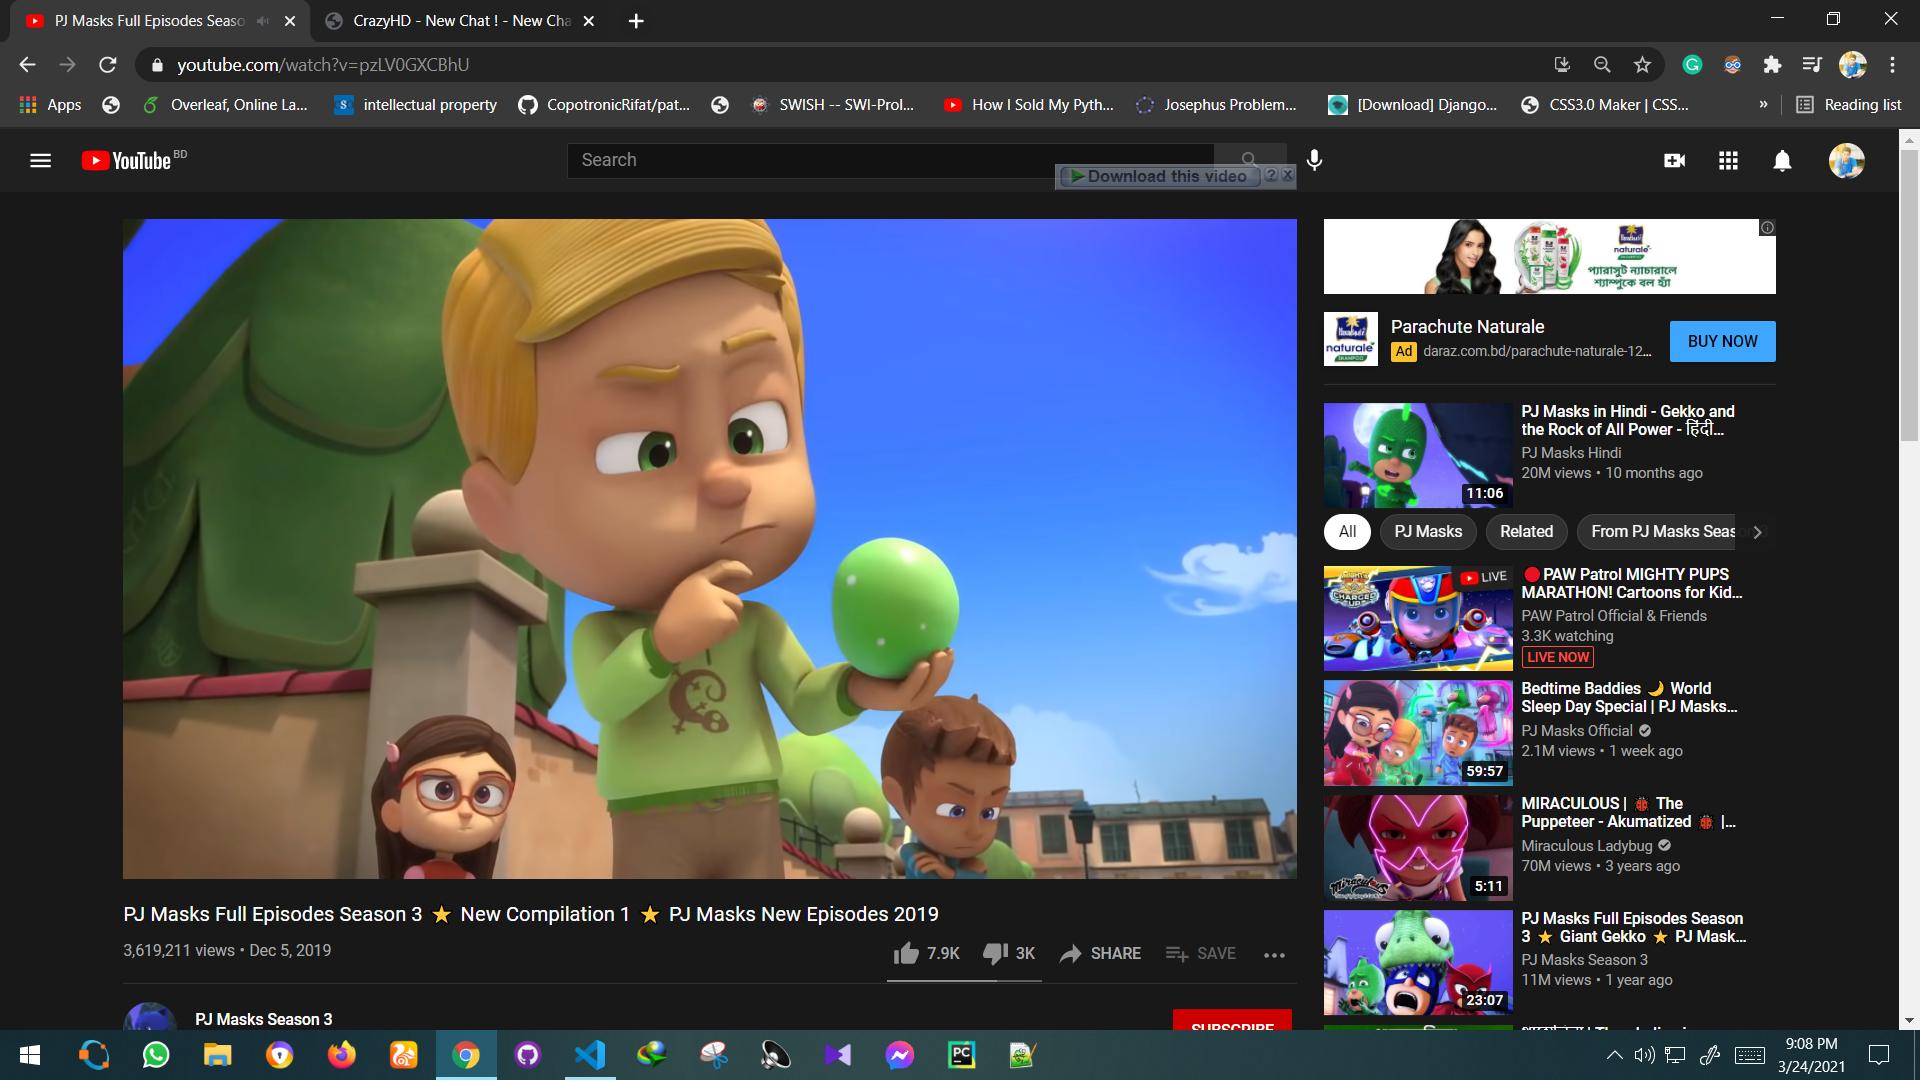 PJ Masks Full Episodes Seaso
CrazyHD - New Chat ! - New Cha
youtube.com/watch?v=pzLV0GXCBhU
Apps
Overleaf, Online La...
intellectual property
CopotronicRifat/pat...
SWISH -- SWI-Prol...
How I Sold My Pyth...
Josephus Problem...
[Download] Django...
CSS3.0 Maker | CSS...
»
Reading list
YouTube BD
Search
Download this video
naturale
প্যারাসুট ন্যাচারালে
শ্যাম্পুকে বল হ্যাঁ
naturale
SHAMPOO
Parachute Naturale
Ad daraz.com.bd/parachute-naturale-12...
BUY NOW
11:06
PJ Masks in Hindi - Gekko and
the Rock of All Power - हिंदी...
PJ Masks Hindi
20M views • 10 months ago
All
PJ Masks
Related
From PJ Masks Season 3
CHARGED UP
LIVE
PAW Patrol MIGHTY PUPS
MARATHON! Cartoons for Kid...
PAW Patrol Official & Friends
3.3K watching
LIVE NOW
59:57
Bedtime Baddies 🌙 World
Sleep Day Special | PJ Masks...
PJ Masks Official
2.1M views • 1 week ago
Miraculous
5:11
MIRACULOUS | 🐞 The
Puppeteer - Akumatized 🐞 |...
Miraculous Ladybug
70M views • 3 years ago
23:07
PJ Masks Full Episodes Season
3 ⭐ Giant Gekko ⭐ PJ Mask...
PJ Masks Season 3
11M views • 1 year ago
PJ Masks Full Episodes Season 3 ⭐ New Compilation 1 ⭐ PJ Masks New Episodes 2019
3,619,211 views • Dec 5, 2019
7.9K
3K
SHARE
SAVE
PJ Masks Season 3
SUBSCRIBE
PC
9:08 PM
3/24/2021